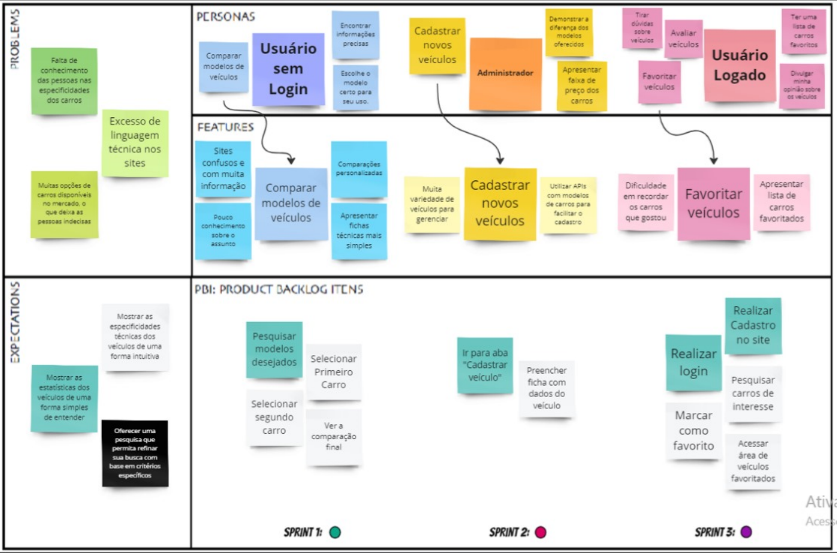 PROBLEMS
Falta de
conhecimento
das pessoas nas
especificidades
dos carros
Excesso de
linguagem
técnica nos
sites
Muitas opções de
carros disponíveis
no mercado, o
que deixa as
pessoas indecisas
PERSONAS
Comparar
modelos de
veículos
Usuário
sem
Login
Encontrar
informações
precisas
Escolhe o
modelo
certo para
seu uso.
Cadastrar
novos
veículos
Administrador
Demonstrar a
diferença dos
modelos
oferecidos
Apresentar
faixa de
preço dos
carros
Tirar
dúvidas
sobre
veículos
Avaliar
veículos
Favoritar
veículos
Usuário
Logado
Ter uma
lista de
carros
favoritos
Divulgar
minha
opinião sobre
os veículos
FEATURES
Sites
confusos e
com muita
informação
Pouco
conhecimento
sobre o
assunto
Comparar
modelos de
veículos
Comparações
personalizadas
Apresentar
fichas
técnicas mais
simples
Muita
variedade de
veículos para
gerenciar
Cadastrar
novos
veículos
Utilizar APIs
com modelos
de carros para
facilitar o
cadastro
Dificuldade
em recordar
os carros
que gostou
Favoritar
veículos
Apresentar
lista de
carros
favoritados
EXPECTATIONS
Mostrar as
especificidades
técnicas dos
veículos de uma
forma intuitiva
Mostrar as
estatísticas dos
veículos de uma
forma simples
de entender
Oferecer uma
pesquisa que
permita refinar
sua busca com
base em critérios
específicos
PBI: PRODUCT BACKLOG ITENS
Pesquisar
modelos
desejados
Selecionar
Primeiro
Carro
Selecionar
segundo
carro
Ver a
comparação
final
Ir para aba
"Cadastrar
veículo"
Preencher
ficha com
dados do
veículo
Realizar
Cadastro
no site
Realizar
login
Pesquisar
carros de
interesse
Marcar
como
favorito
Acessar
área de
veículos
favoritados
SPRINT 1:
SPRINT 2:
SPRINT 3:
Ativa
Acess